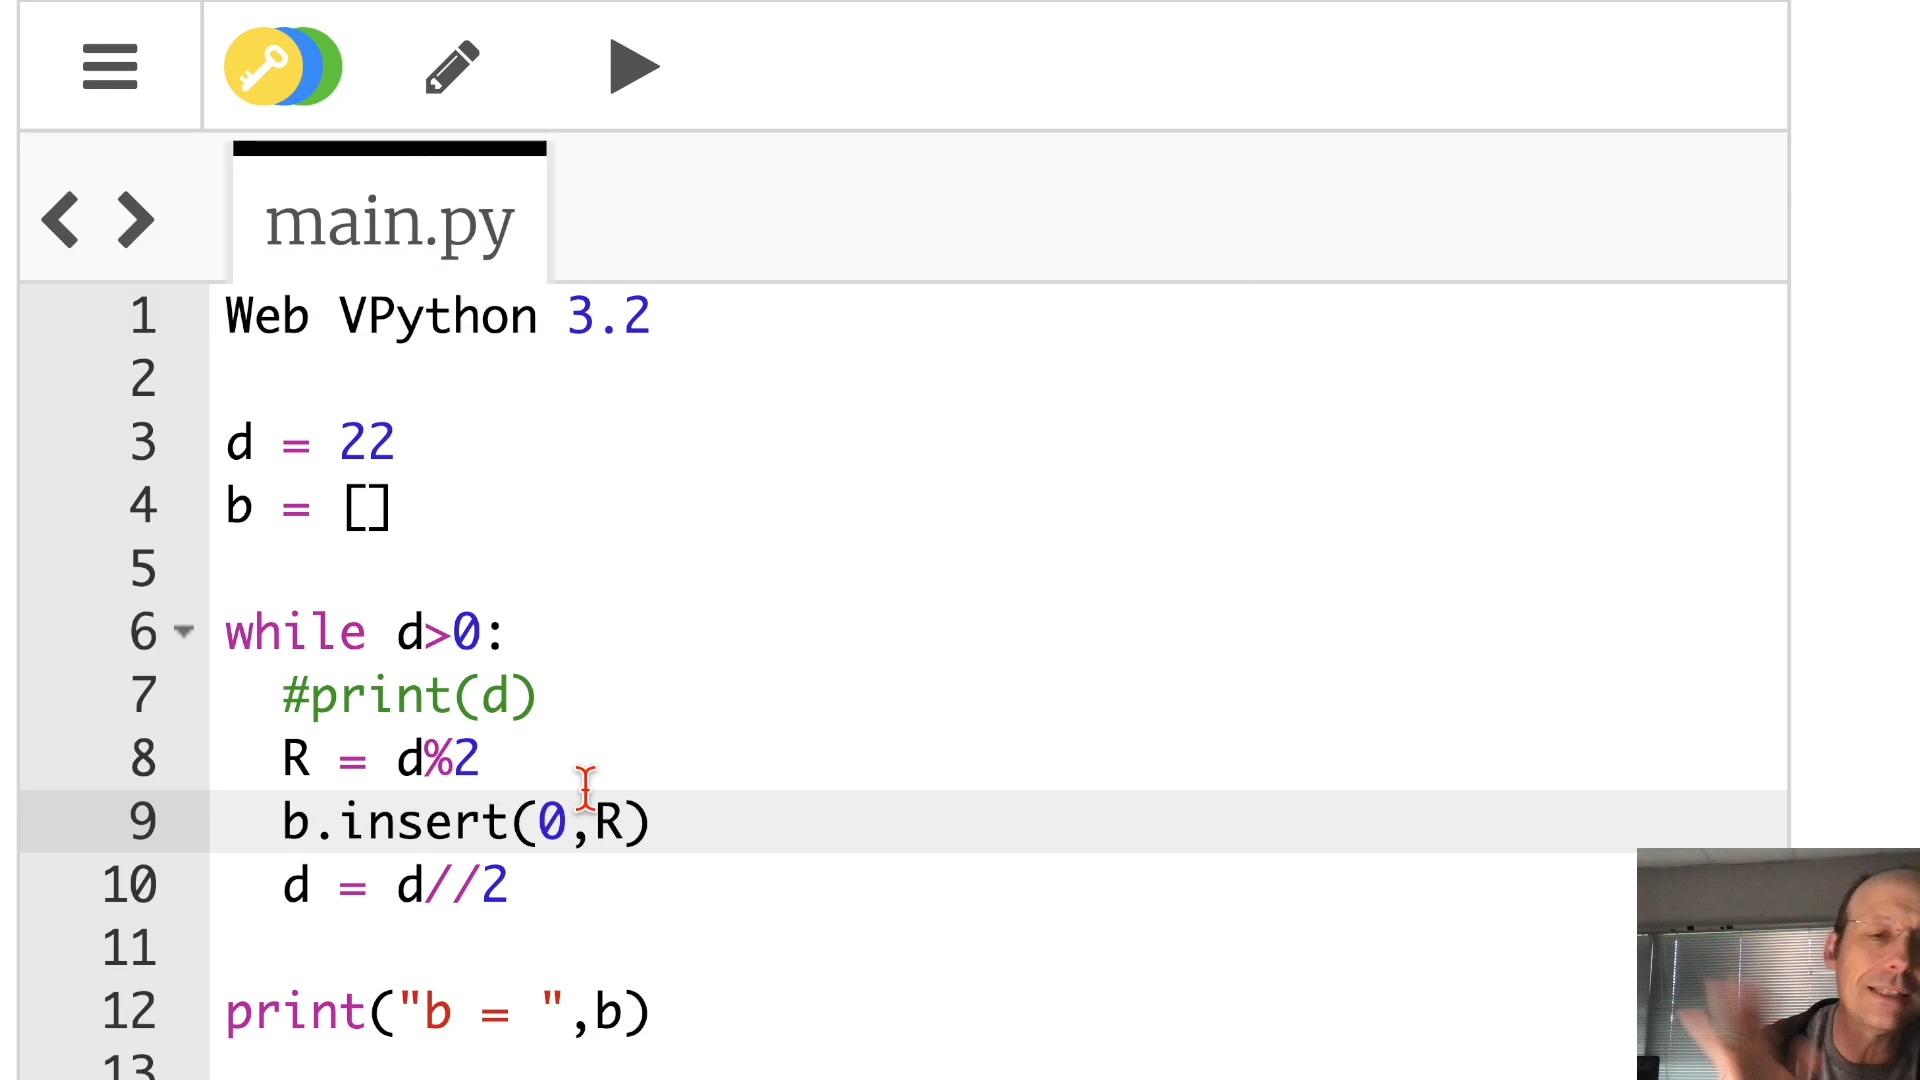 main.py
1 Web VPython 3.2
2
3 d = 22
4 b = []
5
6 while d>0:
7 #print(d)
8 R = d%2
9 b.insert(0,R)
10 d = d//2
11
12 print("b = ",b)
13